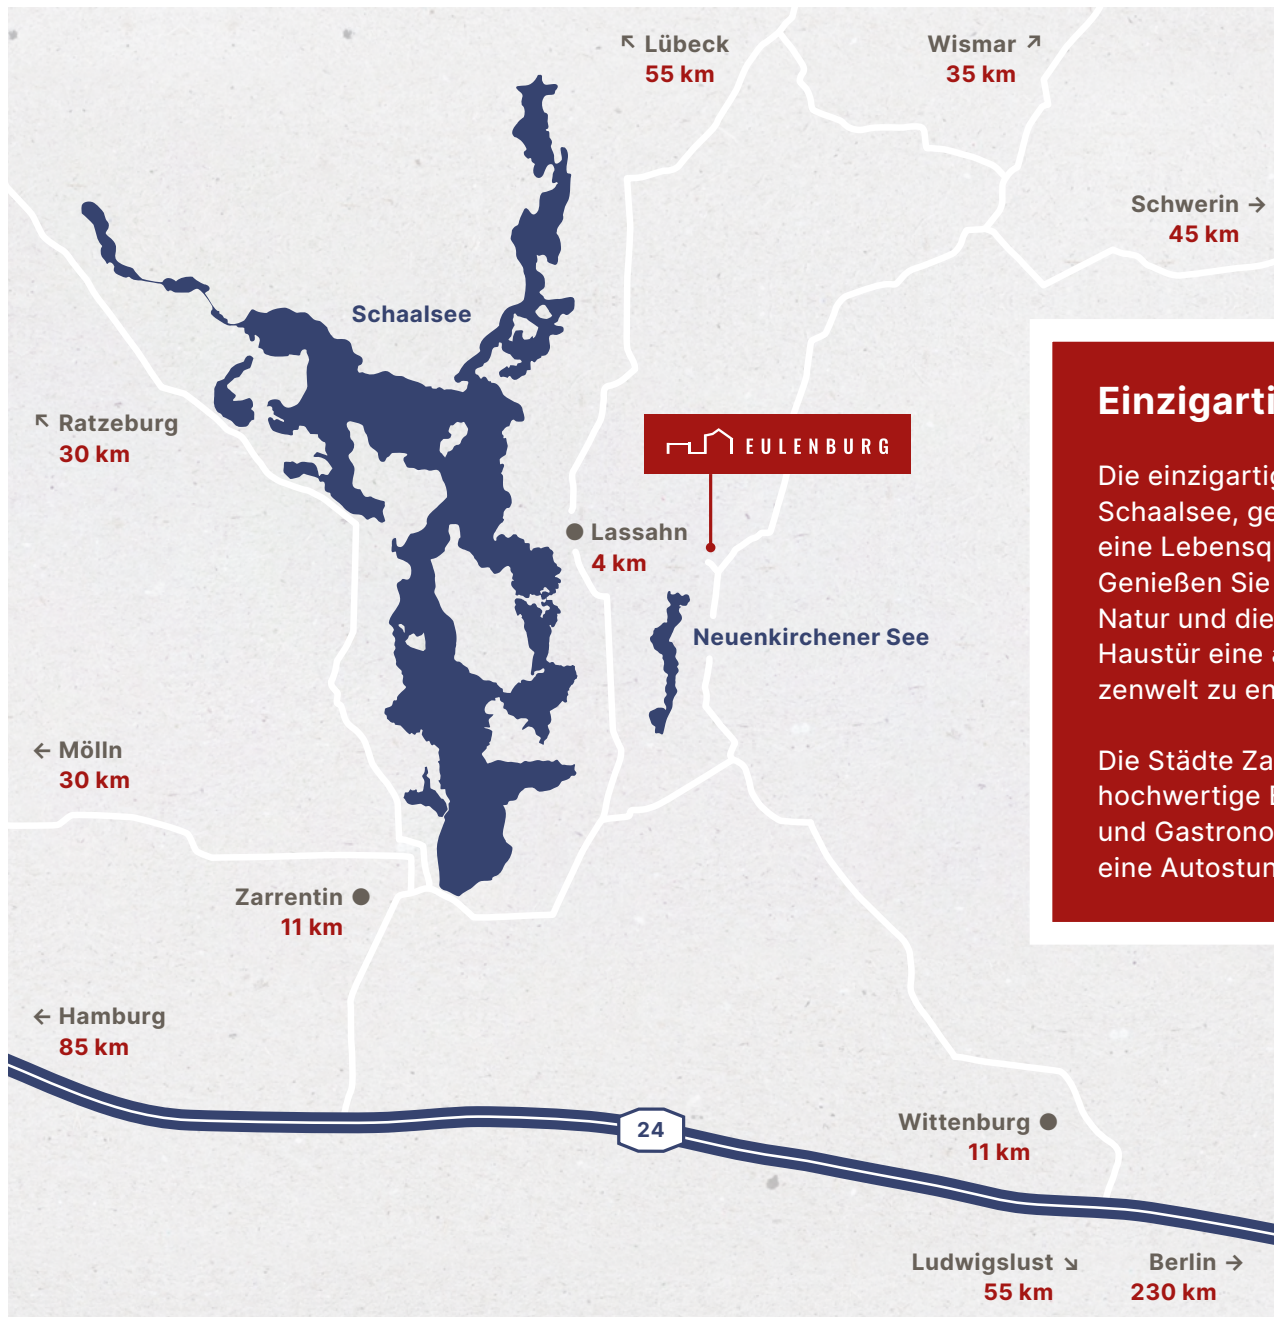 ↖ Lübeck
55 km
Wismar ↗
35 km
Schwerin →
45 km
Schaalsee
↖ Ratzeburg
30 km
EULENBURG
Lassahn
4 km
Neuenkirchener See
← Mölln
30 km
Zarrentin
11 km
← Hamburg
85 km
24
Wittenburg
11 km
Ludwigslust ↘
55 km
Berlin →
230 km
Einzigarti
Die einzigartig
Schaalsee, ge
eine Lebensq
Genießen Sie
Natur und die
Haustür eine
zenwelt zu en
Die Städte Za
hochwertige
und Gastrono
eine Autostun